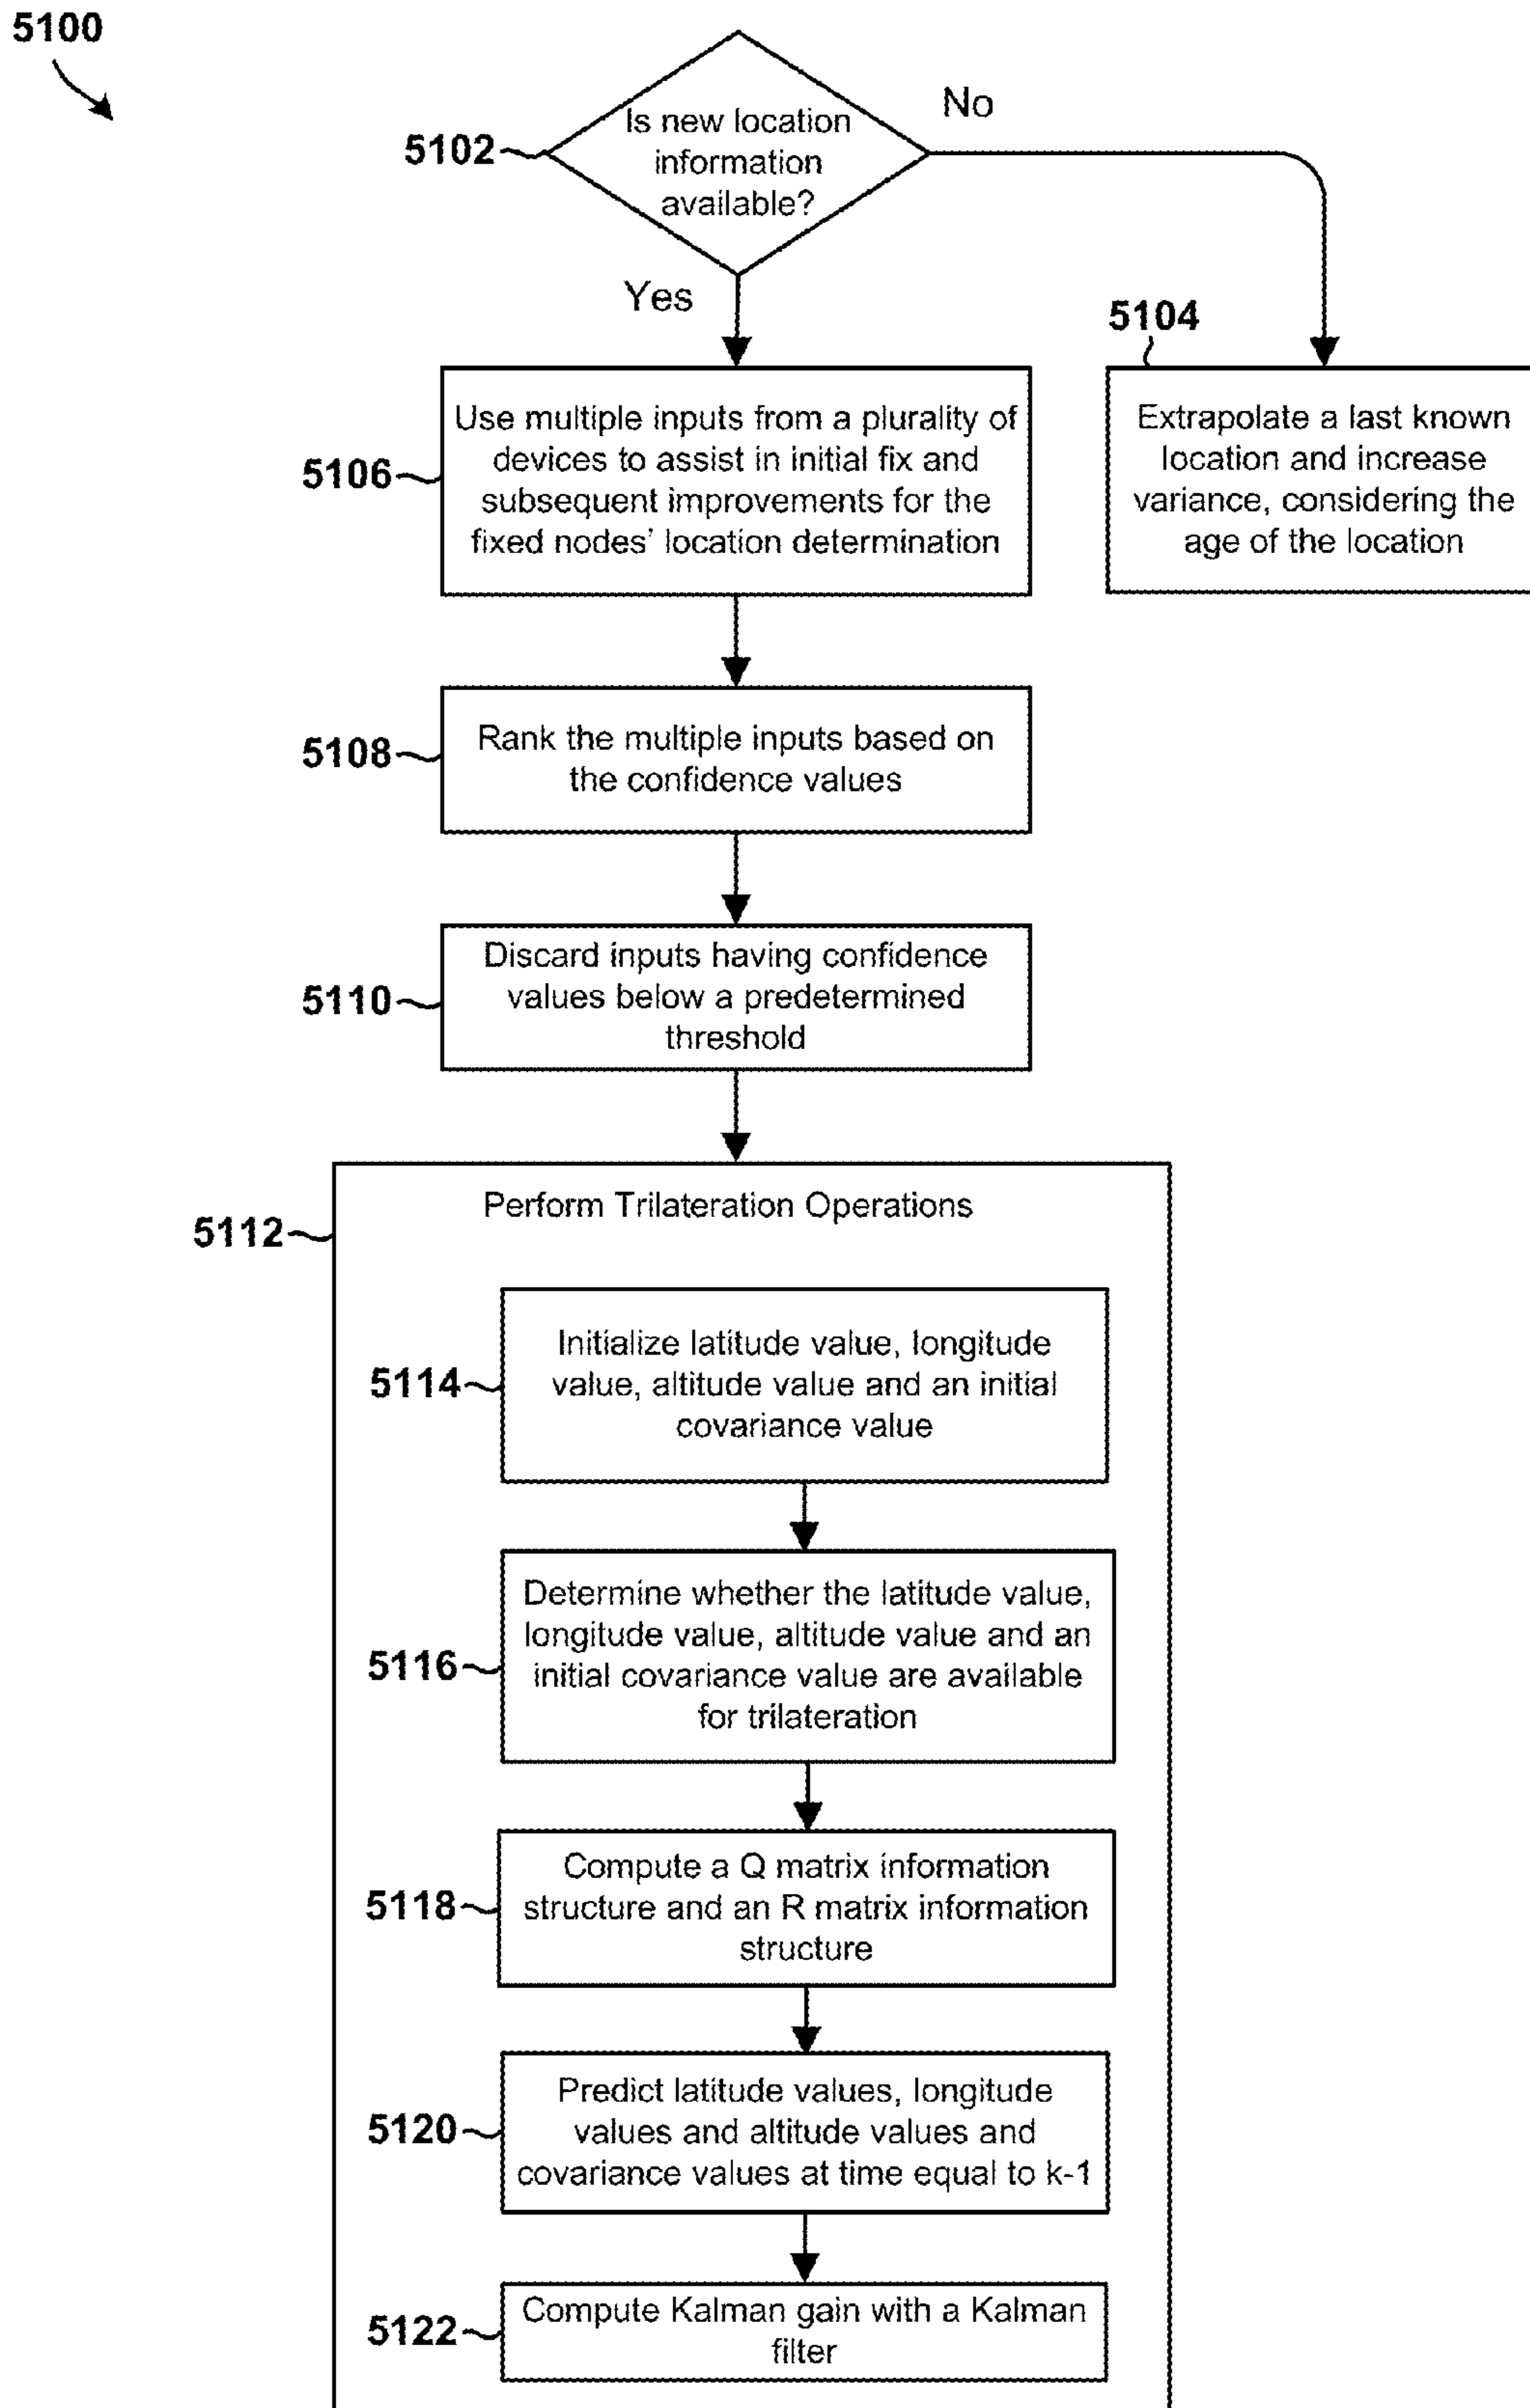 5100
Is new location
information
available?
5102
No
Yes
5104
Use multiple inputs from a plurality of
devices to assist in initial fix and
subsequent improvements for the
fixed nodes' location determination
5106
Extrapolate a last known
location and increase
variance, considering the
age of the location
Rank the multiple inputs based on
the confidence values
5108
Discard inputs having confidence
values below a predetermined
threshold
5110
Perform Trilateration Operations
5112
Initialize latitude value, longitude
value, altitude value and an initial
covariance value
5114
Determine whether the latitude value,
longitude value, altitude value and an
initial covariance value are available
for trilateration
5116
Compute a Q matrix information
structure and an R matrix information
structure
5118
Predict latitude values, longitude
values and altitude values and
covariance values at time equal to k-1
5120
Compute Kalman gain with a Kalman
filter
5122